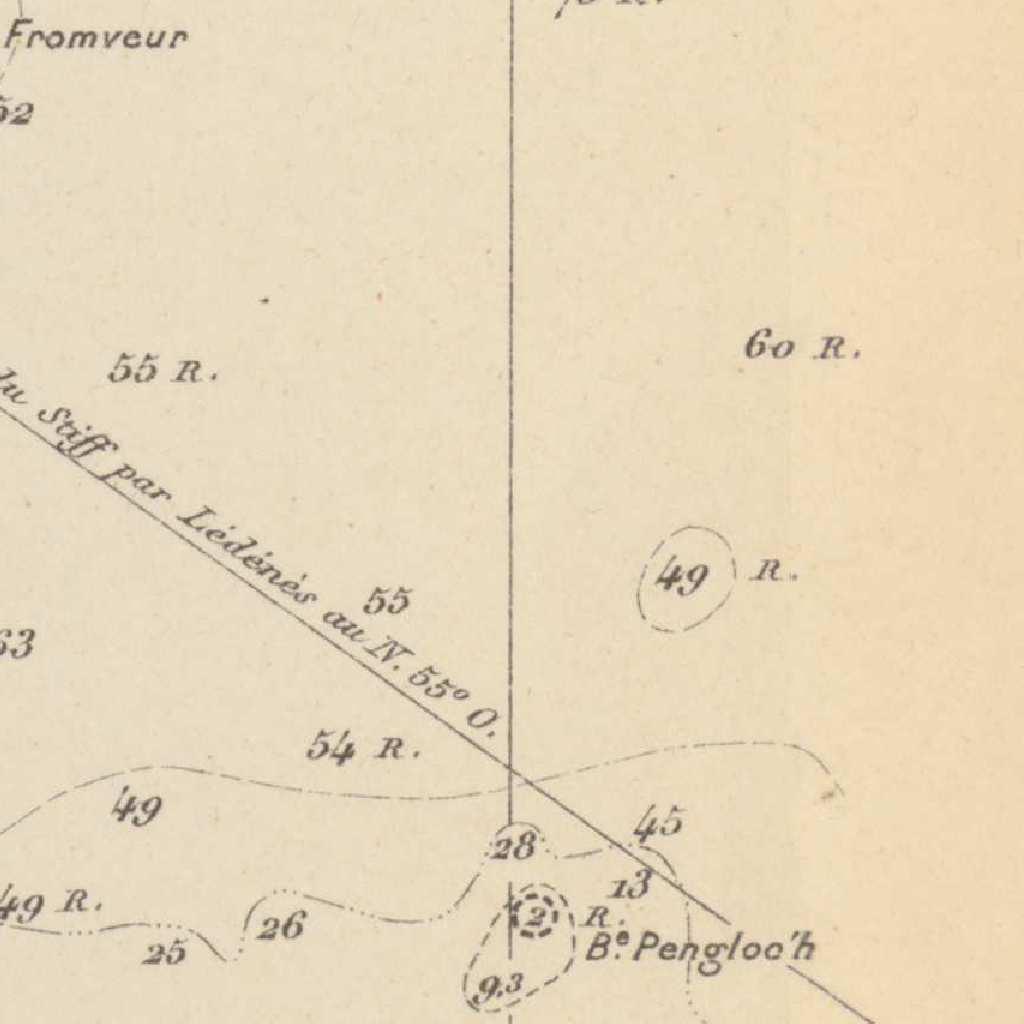 Fromveur
52
60 R.
55 R.
du Stiff par Lédénès au N. 55° O.
49 R.
55
63
54 R.
49
45
28
13
49 R.
26
2 R.
25
Bᵉ. Pengloc'h
9.3